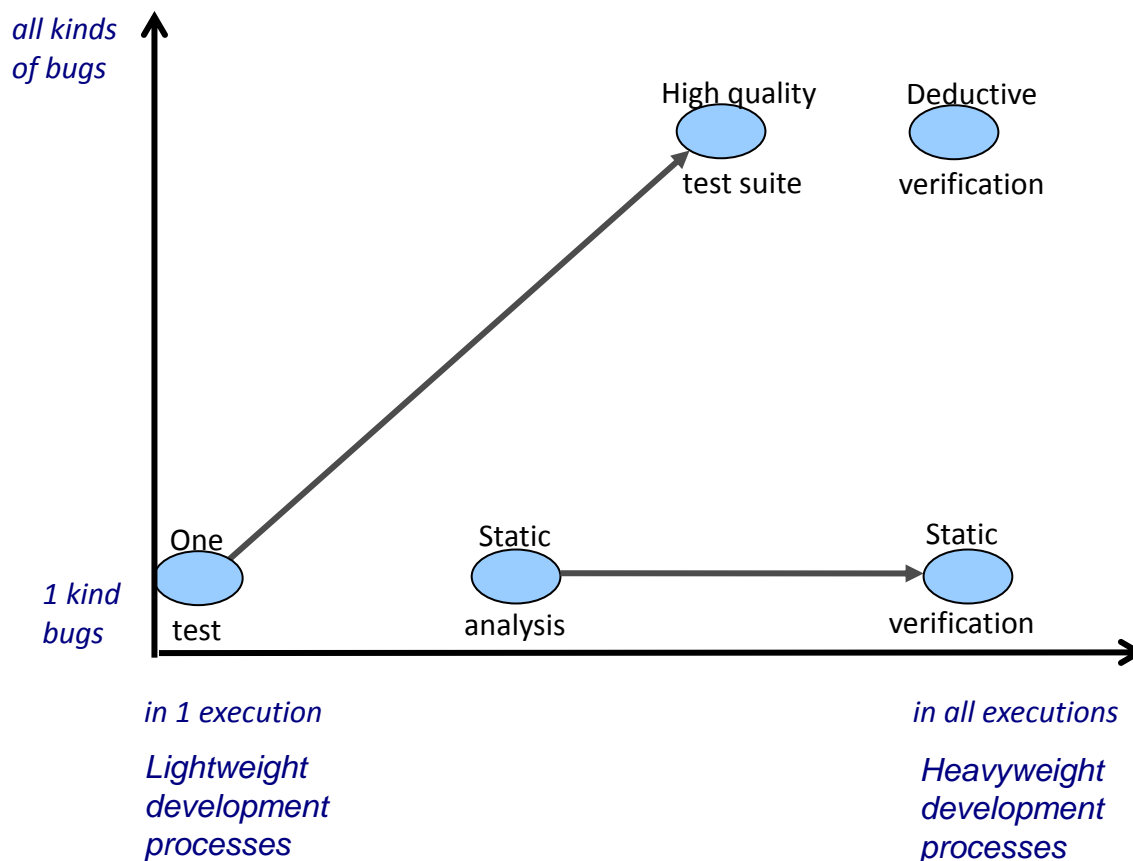 all kinds
of bugs
High quality
test suite
Deductive
verification
One
test
Static
analysis
Static
verification
1 kind
bugs
in 1 execution
in all executions
Lightweight
development
processes
Heavyweight
development
processes